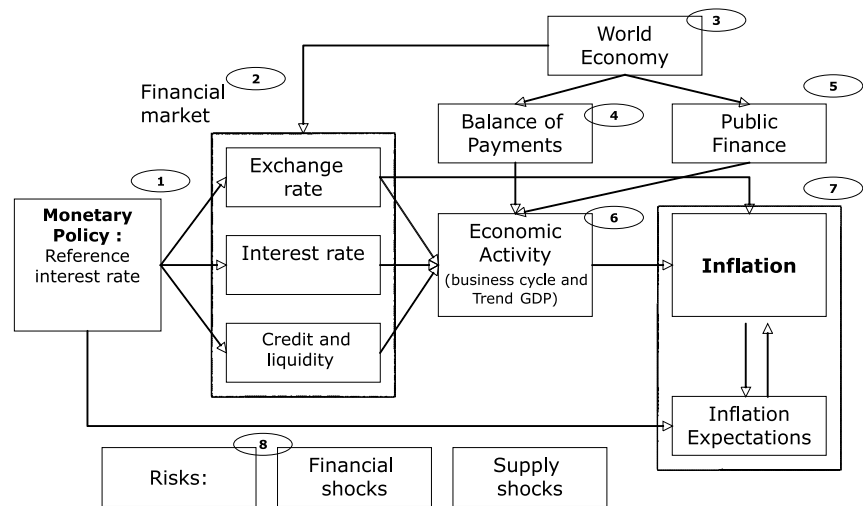 3
World
Economy
2
Financial
market
5
Balance of
Payments
4
Public
Finance
1
Exchange
rate
7
Monetary
Policy :
Reference
interest rate
6
Economic
Activity
(business cycle and
Trend GDP)
Interest rate
Inflation
Credit and
liquidity
Inflation
Expectations
8
Risks:
Financial
shocks
Supply
shocks